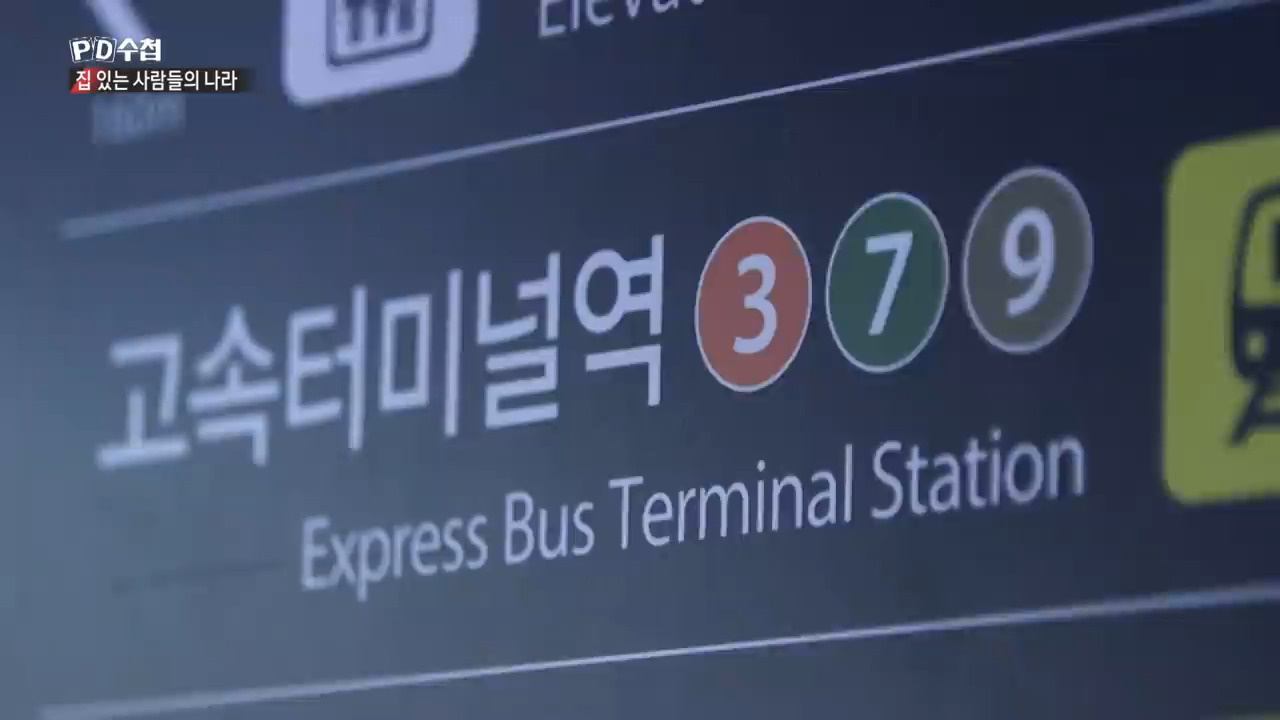 PD수첩
집 있는 사람들의 나라
고속터미널역 3 7 9
Express Bus Terminal Station